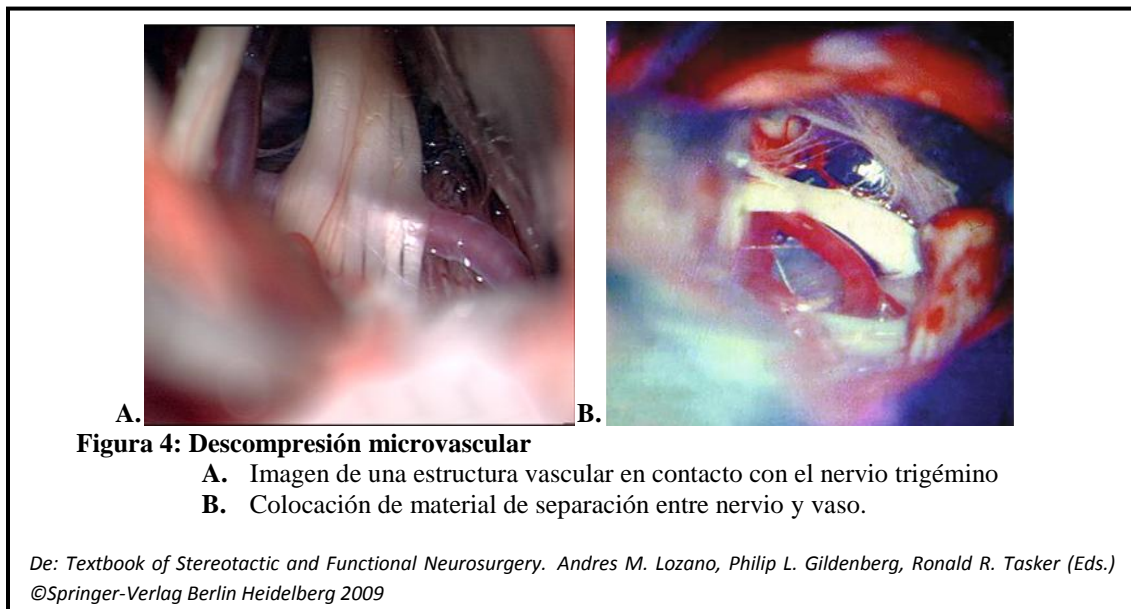 A. B.
Figura 4: Descompresión microvascular
A. Imagen de una estructura vascular en contacto con el nervio trigémino
B. Colocación de material de separación entre nervio y vaso.
De: Textbook of Stereotactic and Functional Neurosurgery. Andres M. Lozano, Philip L. Gildenberg, Ronald R. Tasker (Eds.)
©Springer-Verlag Berlin Heidelberg 2009